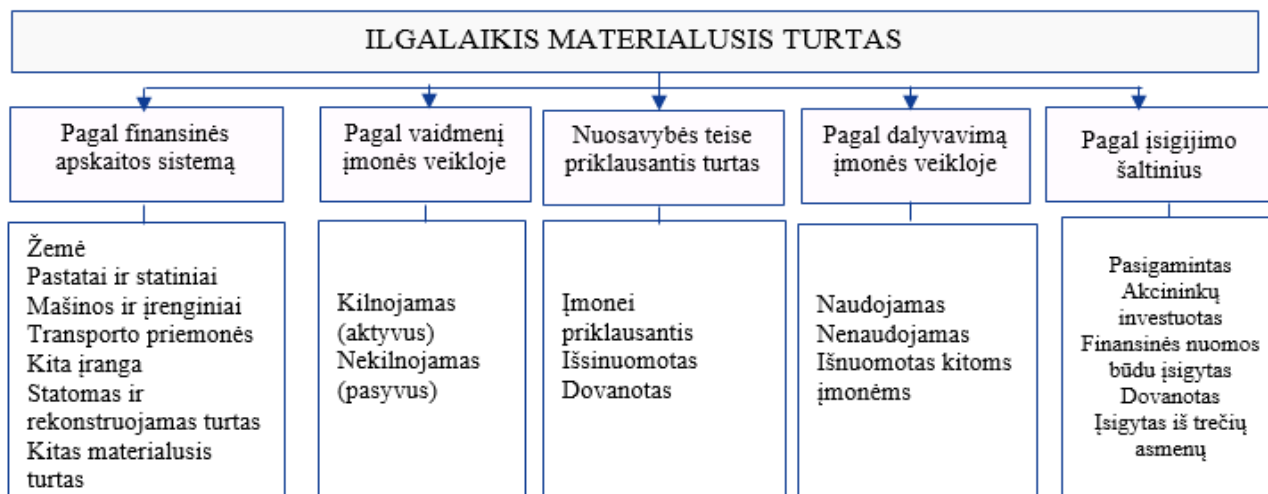 ILGALAIKIS MATERIALUSIS TURTAS
Pagal finansinės
apskaitos sistemą
Pagal vaidmenį
įmonės veikloje
Nuosavybės teise
priklausantis turtas
Pagal dalyvavimą
įmonės veikloje
Pagal įsigijimo
šaltinius
Žemė
Pastatai ir statiniai
Mašinos ir įrenginiai
Transporto priemonės
Kita įranga
Statomas ir
rekonstruojamas turtas
Kitas materialusis
turtas
Kilnojamas
(aktyvus)
Nekilnojamas
(pasyvus)
Įmonei
priklausantis
Išsinuomotas
Dovanotas
Naudojamas
Nenaudojamas
Išnuomotas kitoms
įmonėms
Pasigamintas
Akcininkų
investuotas
Finansinės nuomos
būdu įsigytas
Dovanotas
Įsigytas iš trečių
asmenų